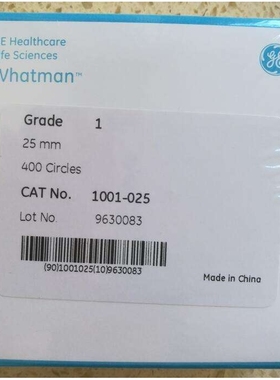 E Healthcare
fe Sciences
Whatman™
Grade 1
25 mm
400 Circles
CAT No. 1001-025
Lot No. 9630083
(90)1001025(10)9630083
Made in China